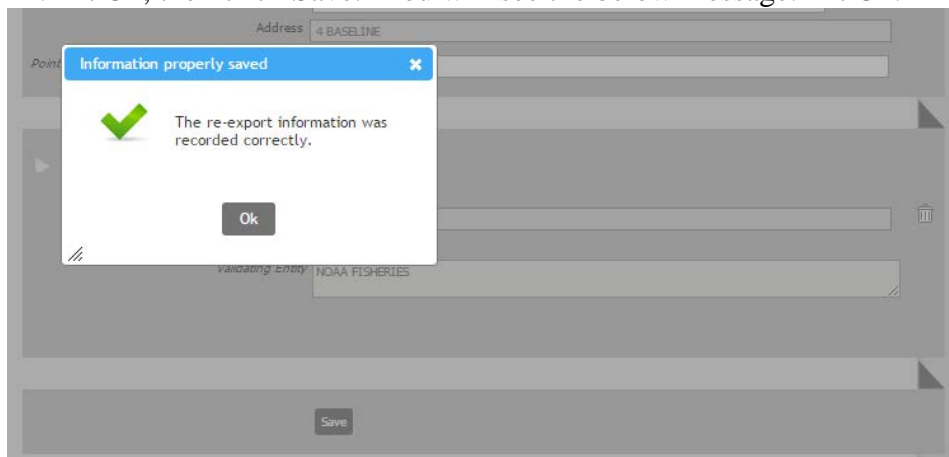 Address 4 BASELINE
Point
Information properly saved
The re-export information was
recorded correctly.
Ok
Validating Entity NOAA FISHERIES
Save